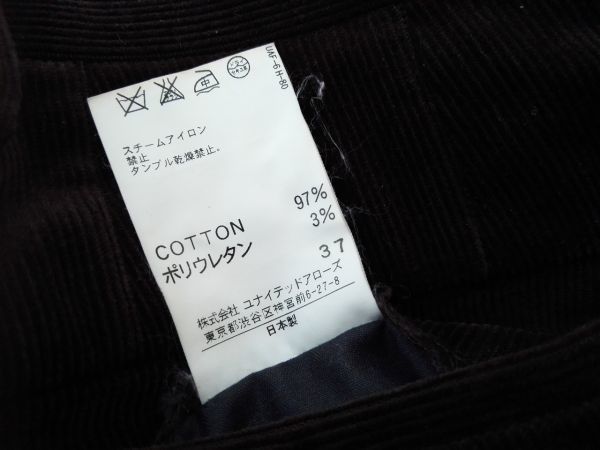 中
スチームアイロン
禁止
タンブル乾燥禁止。
COTTON 97%
ポリウレタン 3%
37
株式会社 ユナイテッドアローズ
東京都渋谷区神宮前6-27-8
日本製